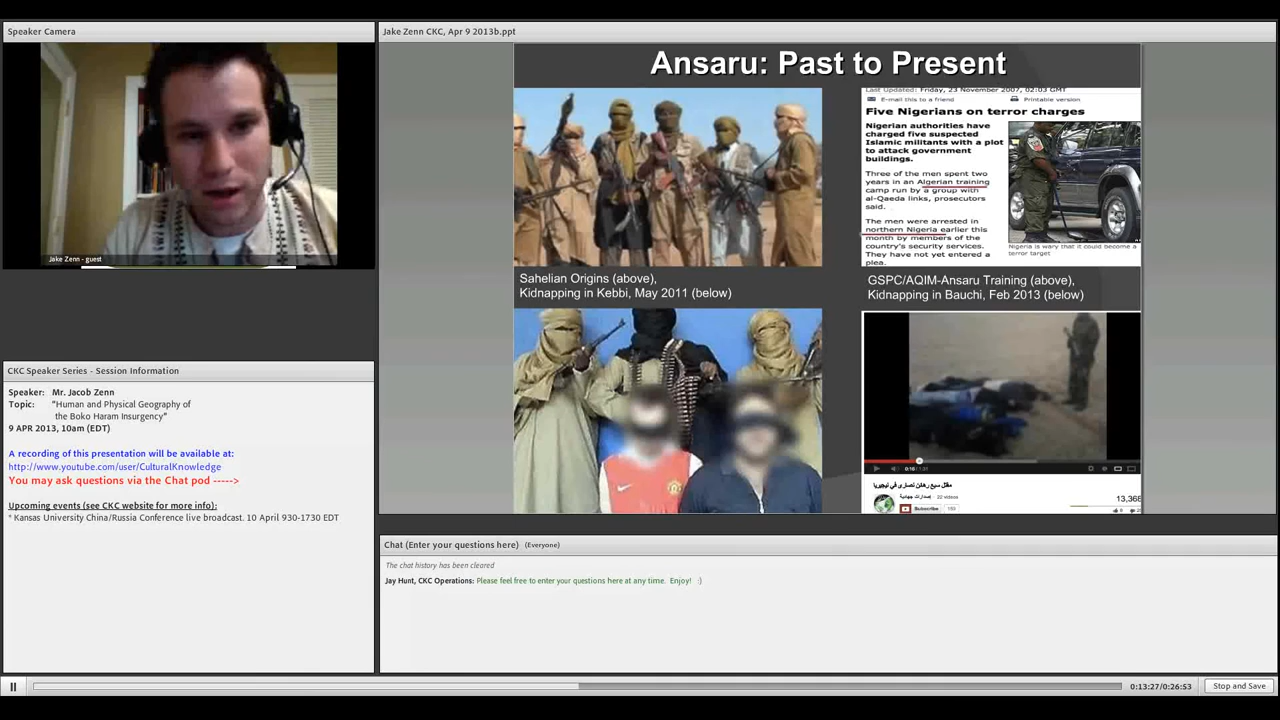 Speaker Camera
Jake Zenn - guest
CKC Speaker Series - Session Information
Speaker: Mr. Jacob Zenn
Topic: "Human and Physical Geography of
the Boko Haram Insurgency"
9 APR 2013, 10am (EDT)
A recording of this presentation will be available at:
http://www.youtube.com/user/CulturalKnowledge
You may ask questions via the Chat pod ----->
Upcoming events (see CKC website for more info):
* Kansas University China/Russia Conference live broadcast. 10 April 930-1730 EDT
Jake Zenn CKC, Apr 9 2013b.ppt
Ansaru: Past to Present
Last Updated: Friday, 23 November 2007, 02:03 GMT
E-mail this to a friend
Printable version
Five Nigerians on terror charges
Nigerian authorities have
charged five suspected
Islamic militants with a plot
to attack government
buildings.
Three of the men spent two
years in an Algerian training
camp run by a group with
al-Qaeda links, prosecutors
said.
The men were arrested in
northern Nigeria earlier this
month by members of the
country's security services.
They have not yet entered a
plea.
Nigeria is wary that it could become a
terror target
Sahelian Origins (above),
Kidnapping in Kebbi, May 2011 (below)
GSPC/AQIM-Ansaru Training (above),
Kidnapping in Bauchi, Feb 2013 (below)
مقتل سبع رهائن نصارى في نيجيريا
إصدارات جهادية
22 videos
Subscribe
13,368
Chat (Enter your questions here) (Everyone)
The chat history has been cleared
Jay Hunt, CKC Operations: Please feel free to enter your questions here at any time. Enjoy! :)
0:13:27/0:26:53
Stop and Save